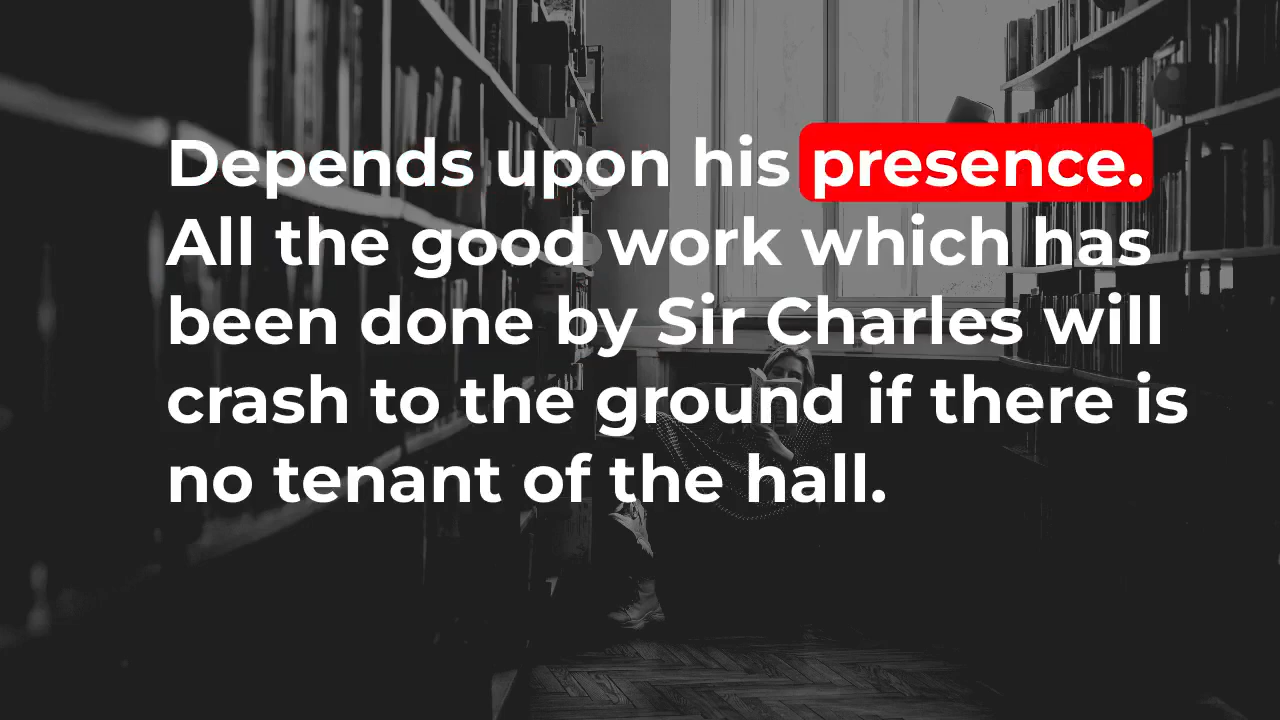 Depends upon his presence.
All the good work which has
been done by Sir Charles will
crash to the ground if there is
no tenant of the hall.